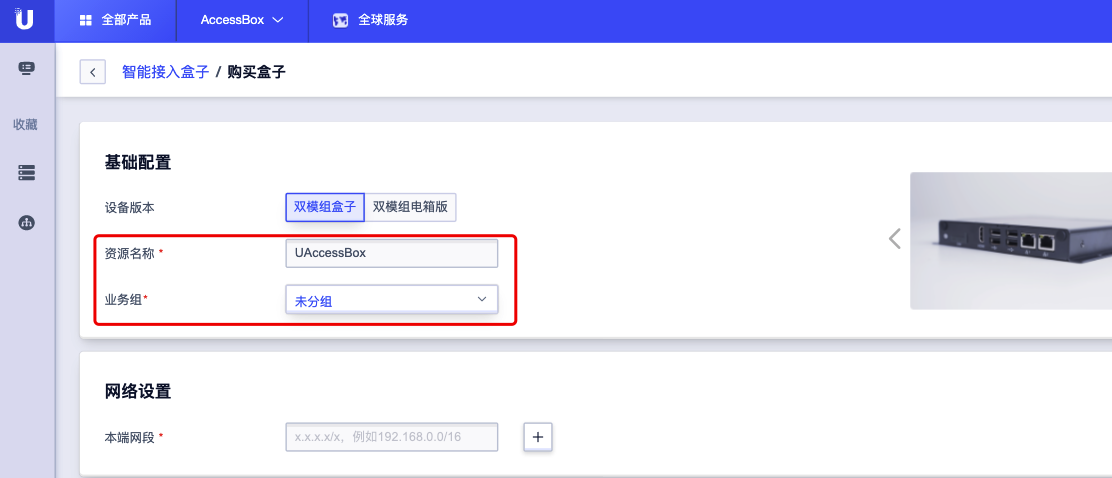 U 全部产品 AccessBox 全球服务
智能接入盒子 / 购买盒子
收藏
基础配置
设备版本 双模组盒子 双模组电箱版
资源名称 * UAccessBox
业务组* 未分组
网络设置
本端网段 * x.x.x.x/x，例如192.168.0.0/16 +